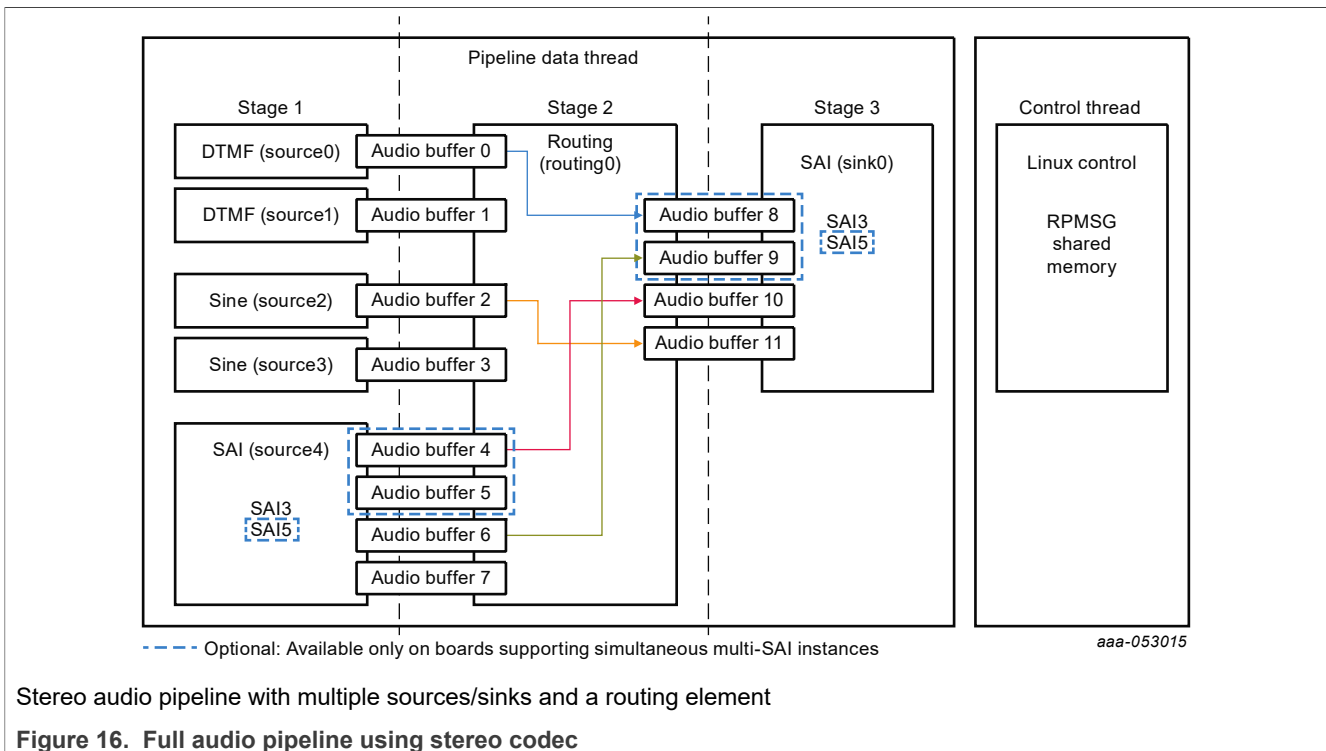 Pipeline data thread
Stage 1
Stage 2
Stage 3
Control thread
DTMF (source0)
Audio buffer 0
Routing
(routing0)
SAI (sink0)
Linux control
DTMF (source1)
Audio buffer 1
Audio buffer 8
SAI3
SAI5
RPMSG
shared
memory
Audio buffer 9
Sine (source2)
Audio buffer 2
Audio buffer 10
Audio buffer 11
Sine (source3)
Audio buffer 3
SAI (source4)
Audio buffer 4
Audio buffer 5
SAI3
SAI5
Audio buffer 6
Audio buffer 7
Optional: Available only on boards supporting simultaneous multi-SAI instances
aaa-053015
Stereo audio pipeline with multiple sources/sinks and a routing element
Figure 16. Full audio pipeline using stereo codec